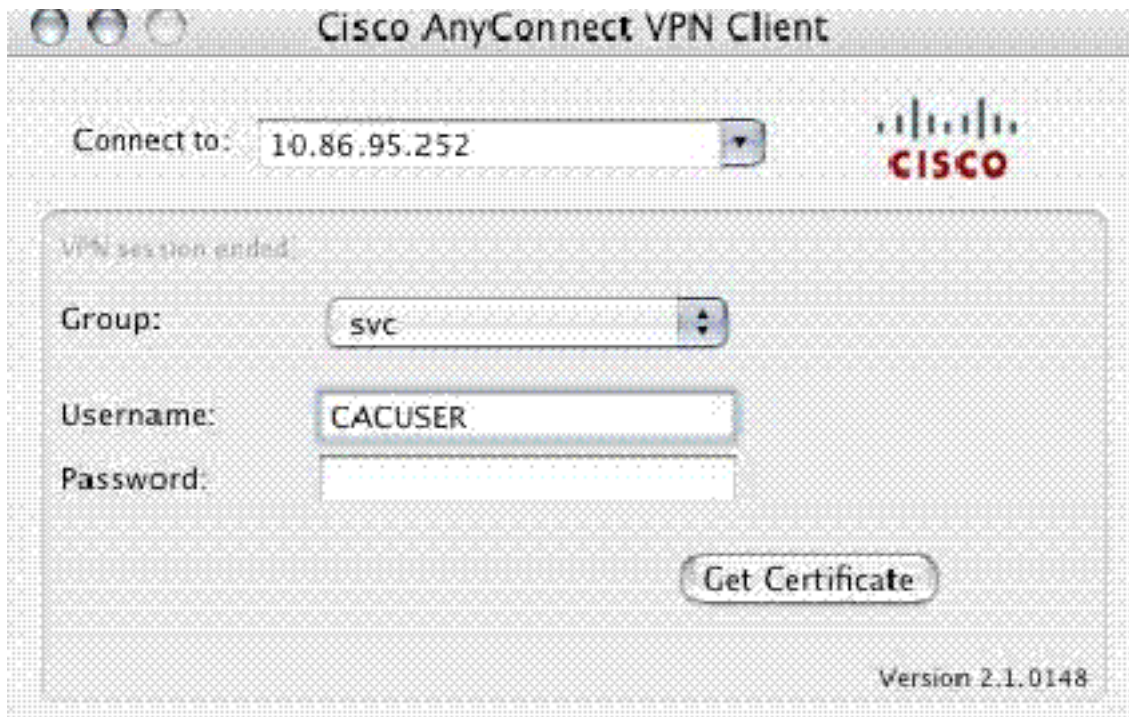 Cisco AnyConnect VPN Client
Connect to: 10.86.95.252
CISCO
VPN session ended.
Group: svc
Username: CACUSER
Password:
Get Certificate
Version 2.1.0148